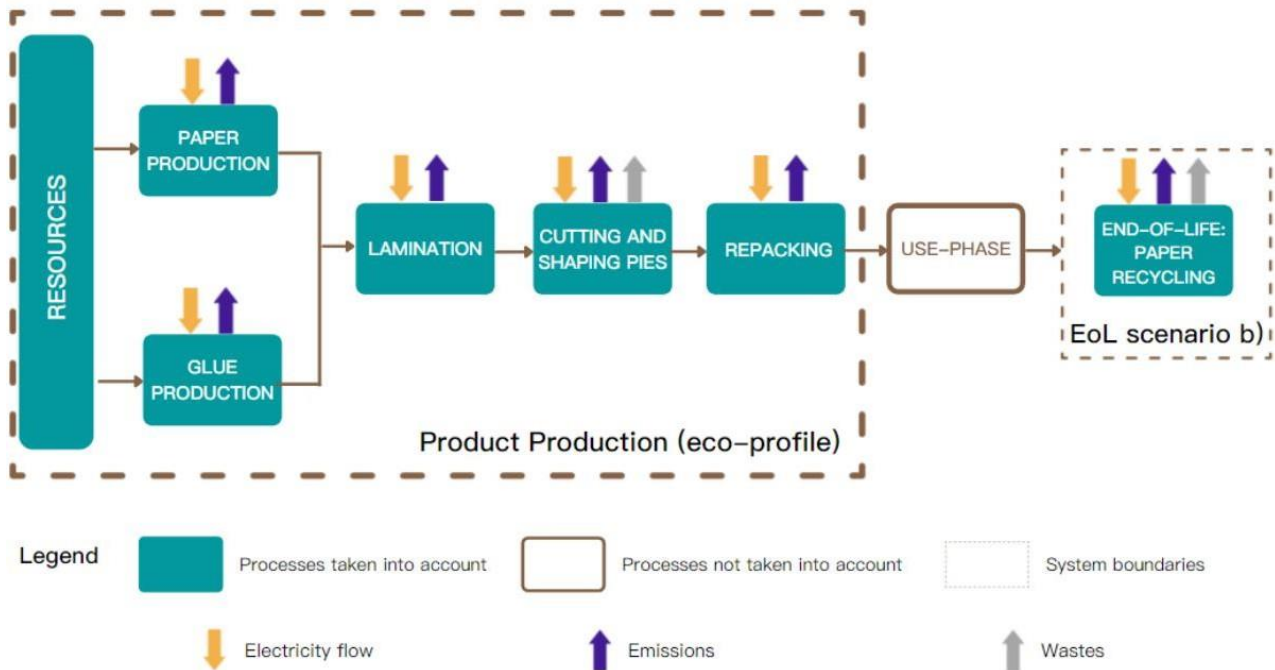 RESOURCES
PAPER
PRODUCTION
GLUE
PRODUCTION
LAMINATION
CUTTING AND
SHAPING PIES
REPACKING
USE-PHASE
END-OF-LIFE:
PAPER
RECYCLING
EoL scenario b)
Product Production (eco-profile)
Legend
Processes taken into account
Processes not taken into account
System boundaries
Electricity flow
Emissions
Wastes